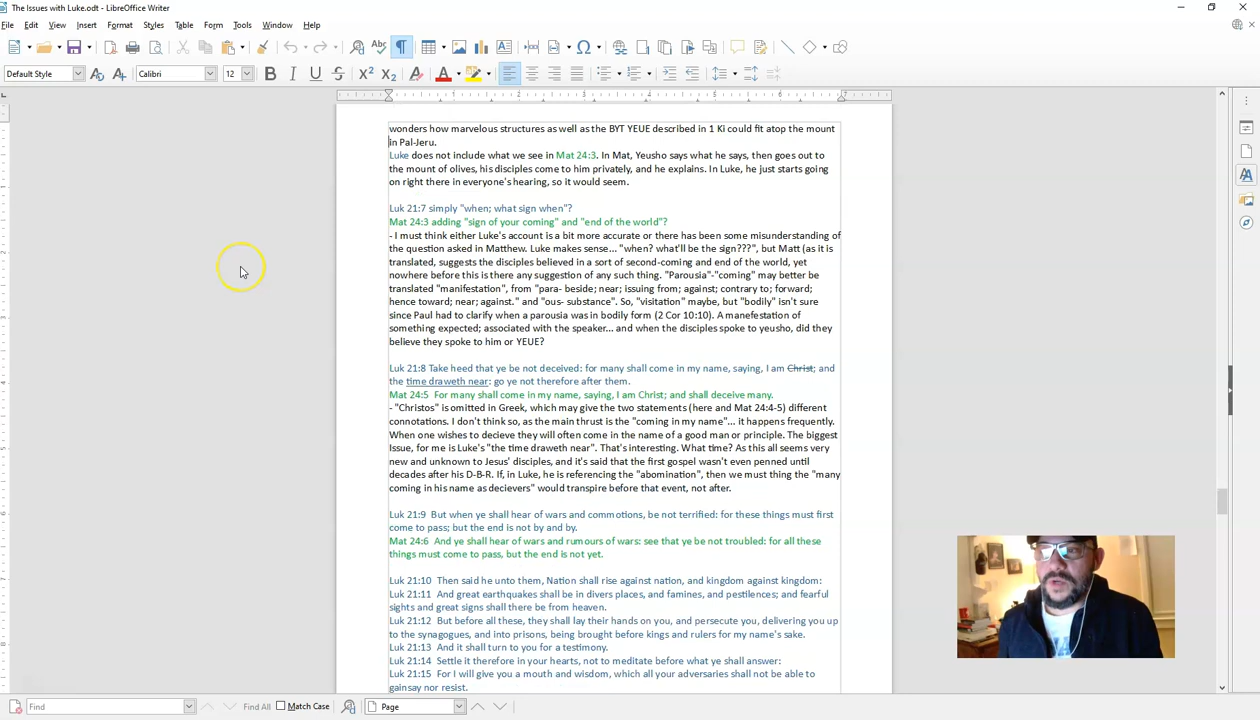 The Issues with Luke.odt - LibreOffice Writer
File Edit View Insert Format Styles Table Form Tools Window Help
Default Style Calibri 12
1 2 3 4 5 6 7
wonders how marvelous structures as well as the BYT YEUE described in 1 Ki could fit atop the mount
in Pal-Jeru.
Luke does not include what we see in Mat 24:3. In Mat, Yeusho says what he says, then goes out to
the mount of olives, his disciples come to him privately, and he explains. In Luke, he just starts going
on right there in everyone's hearing, so it would seem.
Luk 21:7 simply "when; what sign when"?
Mat 24:3 adding "sign of your coming" and "end of the world"?
- I must think either Luke's account is a bit more accurate or there has been some misunderstanding of
the question asked in Matthew. Luke makes sense... "when? what'll be the sign???", but Matt (as it is
translated, suggests the disciples believed in a sort of second-coming and end of the world, yet
nowhere before this is there any suggestion of any such thing. "Parousia"-"coming" may better be
translated "manifestation", from "para- beside; near; issuing from; against; contrary to; forward;
hence toward; near; against." and "ous- substance". So, "visitation" maybe, but "bodily" isn't sure
since Paul had to clarify when a parousia was in bodily form (2 Cor 10:10). A manefestation of
something expected; associated with the speaker... and when the disciples spoke to yeusho, did they
believe they spoke to him or YEUE?
Luk 21:8 Take heed that ye be not deceived: for many shall come in my name, saying, I am Christ; and
the time draweth near: go ye not therefore after them.
Mat 24:5 For many shall come in my name, saying, I am Christ; and shall deceive many.
- "Christos" is omitted in Greek, which may give the two statements (here and Mat 24:4-5) different
connotations. I don't think so, as the main thrust is the "coming in my name"... it happens frequently.
When one wishes to decieve they will often come in the name of a good man or principle. The biggest
Issue, for me is Luke's "the time draweth near". That's interesting. What time? As this all seems very
new and unknown to Jesus' disciples, and it's said that the first gospel wasn't even penned until
decades after his D-B-R. If, in Luke, he is referencing the "abomination", then we must thing the "many
coming in his name as decievers" would transpire before that event, not after.
Luk 21:9 But when ye shall hear of wars and commotions, be not terrified: for these things must first
come to pass; but the end is not by and by.
Mat 24:6 And ye shall hear of wars and rumours of wars: see that ye be not troubled: for all these
things must come to pass, but the end is not yet.
Luk 21:10 Then said he unto them, Nation shall rise against nation, and kingdom against kingdom:
Luk 21:11 And great earthquakes shall be in divers places, and famines, and pestilences; and fearful
sights and great signs shall there be from heaven.
Luk 21:12 But before all these, they shall lay their hands on you, and persecute you, delivering you up
to the synagogues, and into prisons, being brought before kings and rulers for my name's sake.
Luk 21:13 And it shall turn to you for a testimony.
Luk 21:14 Settle it therefore in your hearts, not to meditate before what ye shall answer:
Luk 21:15 For I will give you a mouth and wisdom, which all your adversaries shall not be able to
gainsay nor resist.
Find Find All Match Case Page